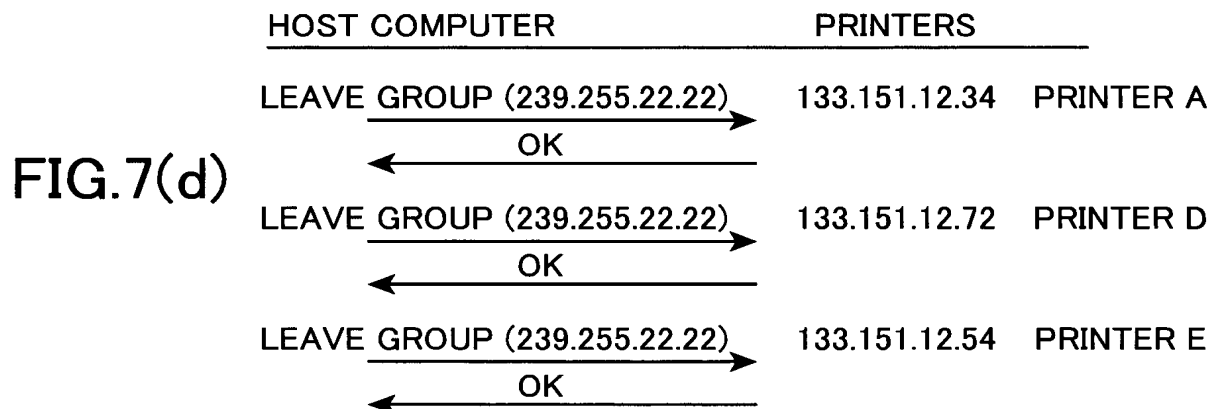 HOST COMPUTER PRINTERS
LEAVE GROUP (239.255.22.22) 133.151.12.34 PRINTER A
OK
FIG.7(d)
LEAVE GROUP (239.255.22.22) 133.151.12.72 PRINTER D
OK
LEAVE GROUP (239.255.22.22) 133.151.12.54 PRINTER E
OK